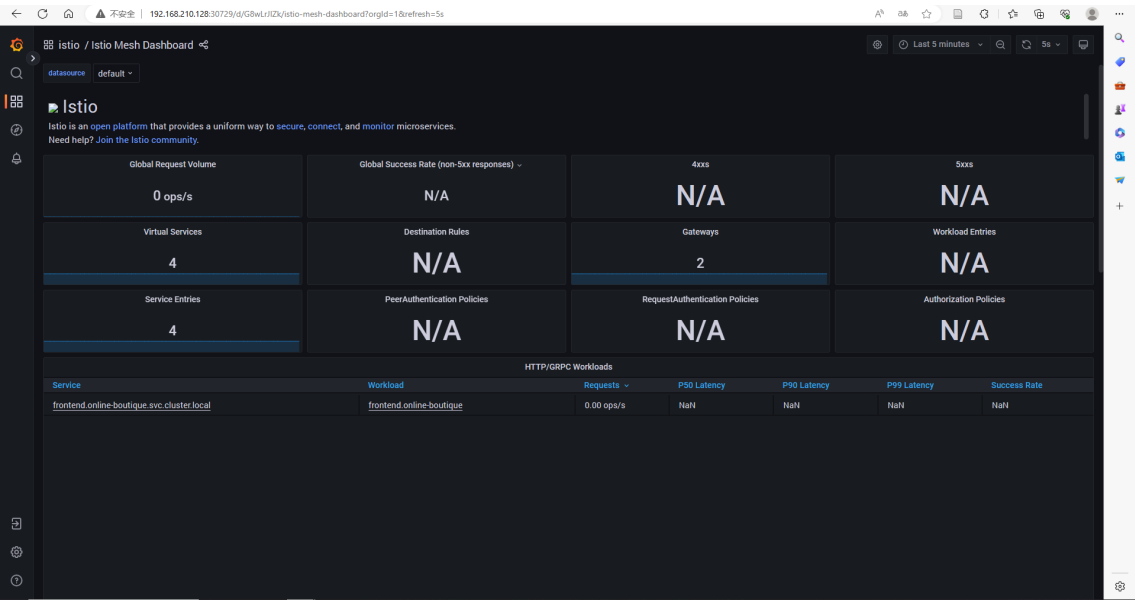 不安全 | 192.168.210.128:30729/d/G8wLrJIZk/istio-mesh-dashboard?orgId=1&refresh=5s
istio / Istio Mesh Dashboard
Last 5 minutes
5s
datasource default
Istio
Istio is an open platform that provides a uniform way to secure, connect, and monitor microservices.
Need help? Join the Istio community.
Global Request Volume
0 ops/s
Global Success Rate (non-5xx responses)
N/A
4xxs
N/A
5xxs
N/A
Virtual Services
4
Destination Rules
N/A
Gateways
2
Workload Entries
N/A
Service Entries
4
PeerAuthentication Policies
N/A
RequestAuthentication Policies
N/A
Authorization Policies
N/A
HTTP/GRPC Workloads
Service Workload Requests P50 Latency P90 Latency P99 Latency Success Rate
frontend.online-boutique.svc.cluster.local frontend.online-boutique 0.00 ops/s NaN NaN NaN NaN